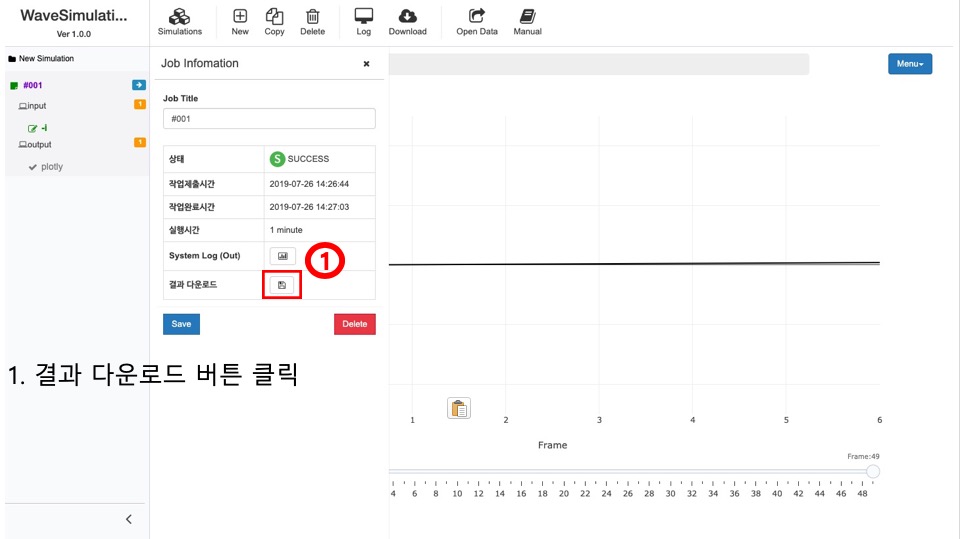 WaveSimulati...
Ver 1.0.0
Simulations
New
Copy
Delete
Log
Download
Open Data
Manual
New Simulation
#001
input
1
-i
output
1
plotly
Job Infomation
Menu
Job Title
#001
상태
S SUCCESS
작업제출시간
2019-07-26 14:26:44
작업완료시간
2019-07-26 14:27:03
실행시간
1 minute
System Log (Out)
1
결과 다운로드
Save
Delete
1. 결과 다운로드 버튼 클릭
1 2 3 4 5 6
Frame
Frame:49
4 6 8 10 12 14 16 18 20 22 24 26 28 30 32 34 36 38 40 42 44 46 48